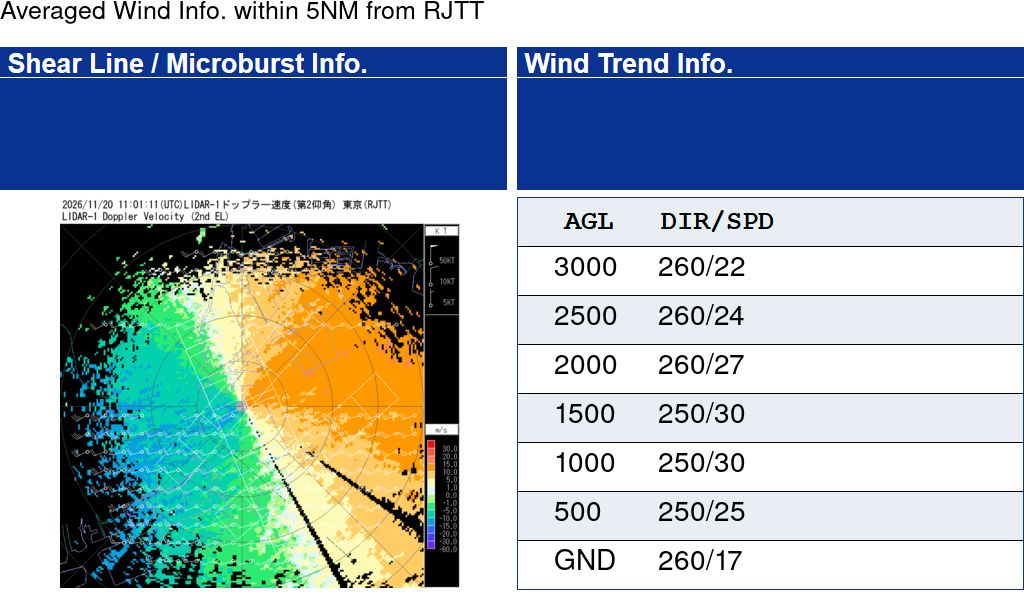 Averaged Wind Info. within 5NM from RJTT
Shear Line / Microburst Info.
Wind Trend Info.
2026/11/20 11:01:11(UTC)LIDAR-1ドップラー速度(第2仰角) 東京(RJTT)
LIDAR-1 Doppler Velocity (2nd EL)
K T
50KT
10KT
5KT
m/s
30.0
20.0
15.0
10.0
5.0
1.0
0.0
-1.0
-5.0
-10.0
-15.0
-20.0
-30.0
-60.0
AGL DIR/SPD
3000 260/22
2500 260/24
2000 260/27
1500 250/30
1000 250/30
500 250/25
GND 260/17